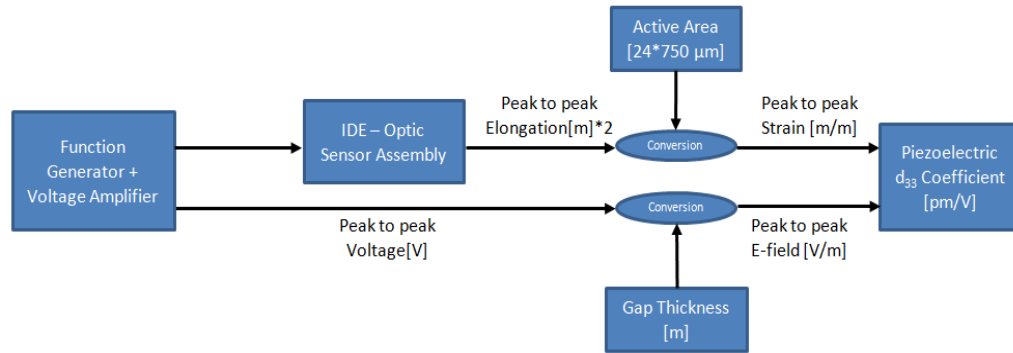 Active Area
[24*750 μm]
Peak to peak
Elongation[m]*2
Peak to peak
Strain [m/m]
Function
Generator +
Voltage Amplifier
IDE – Optic
Sensor Assembly
Conversion
Piezoelectric
d₃₃ Coefficient
[pm/V]
Conversion
Peak to peak
Voltage[V]
Peak to peak
E-field [V/m]
Gap Thickness
[m]